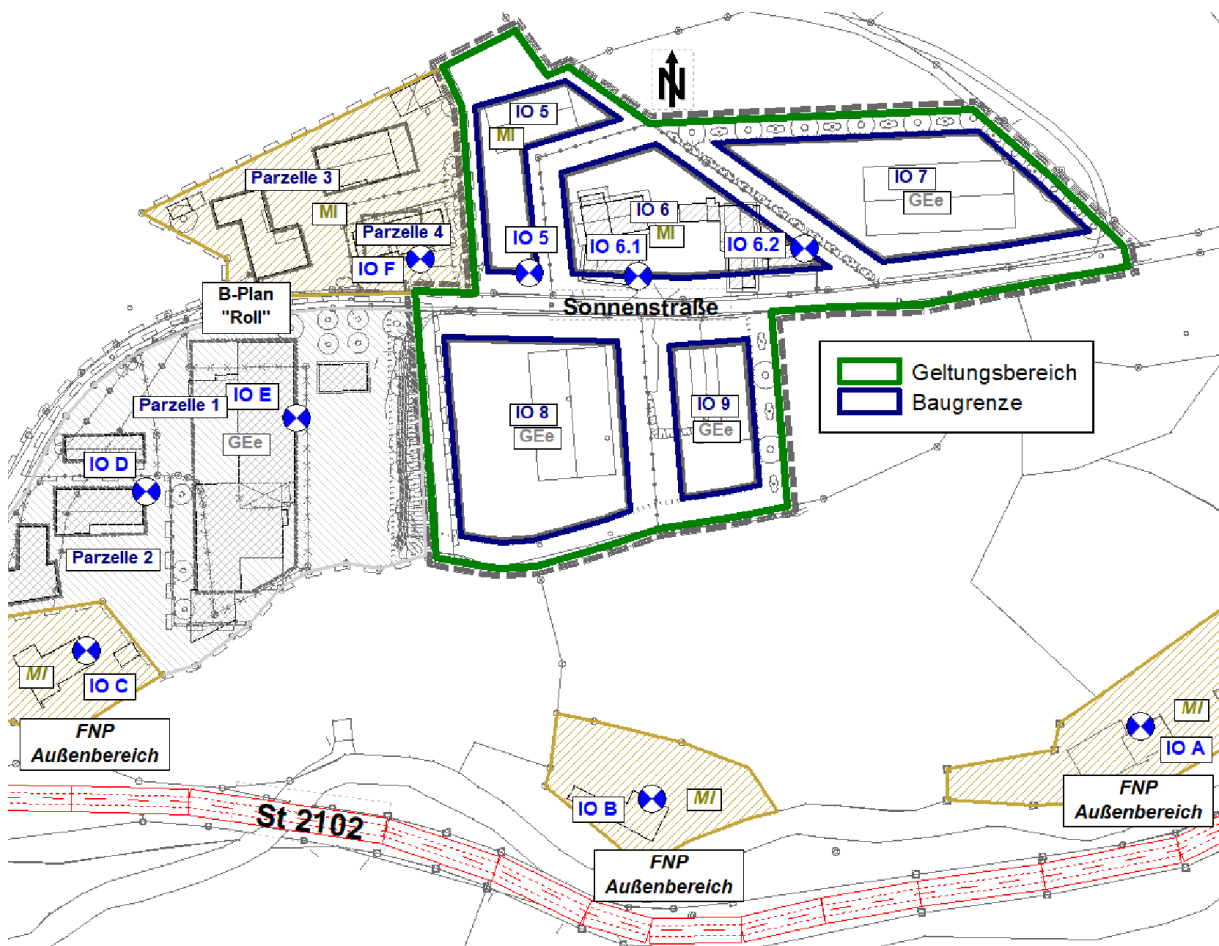 N
IO 5
MI
IO 7
GEe
Parzelle 3
MI
Parzelle 4
IO F
IO 5
IO 6
IO 6.1
MI
IO 6.2
B-Plan
"Roll"
Sonnenstraße
Geltungsbereich
Baugrenze
Parzelle 1
IO E
GEe
IO 8
GEe
IO 9
GEe
IO D
Parzelle 2
MI
IO C
FNP
Außenbereich
MI
IO A
FNP
Außenbereich
IO B
MI
FNP
Außenbereich
St 2102